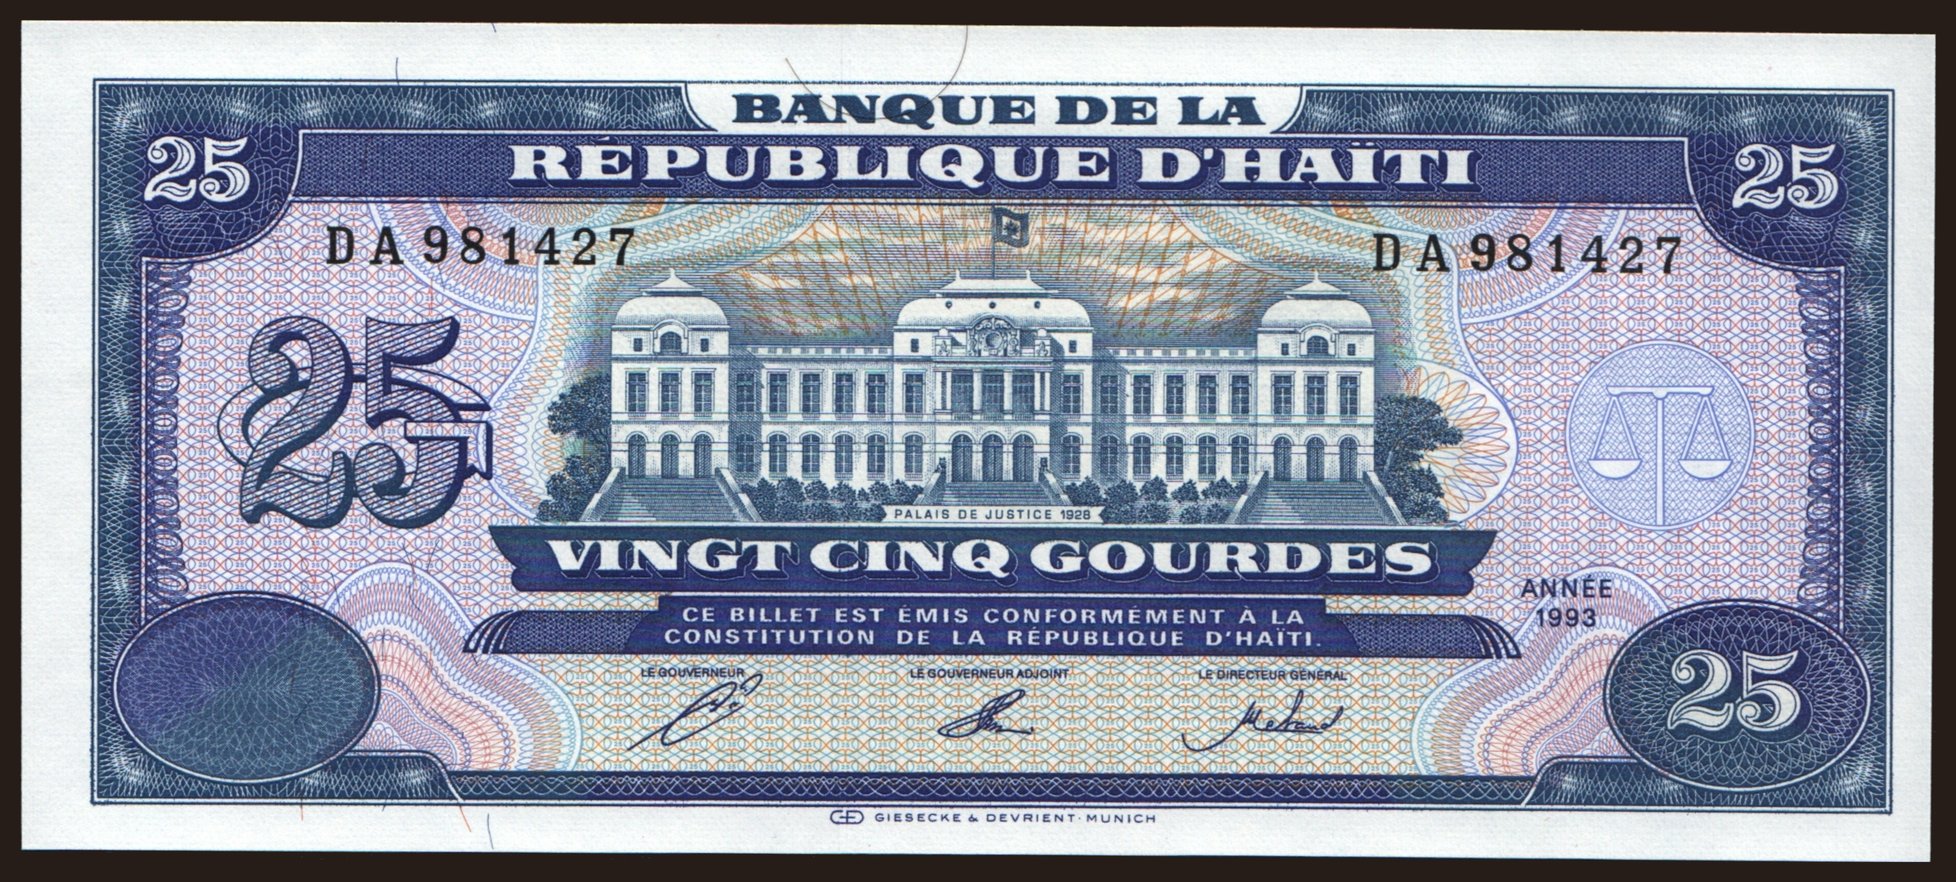 BANQUE DE LA
RÉPUBLIQUE D'HAÏTI
25
25
DA981427
DA981427
25
PALAIS DE JUSTICE 1928
VINGT CINQ GOURDES
ANNÉE
1993
CE BILLET EST ÉMIS CONFORMÉMENT À LA
CONSTITUTION DE LA RÉPUBLIQUE D'HAÏTI.
LE GOUVERNEUR
LE GOUVERNEUR ADJOINT
LE DIRECTEUR GÉNÉRAL
25
GIESECKE & DEVRIENT · MUNICH